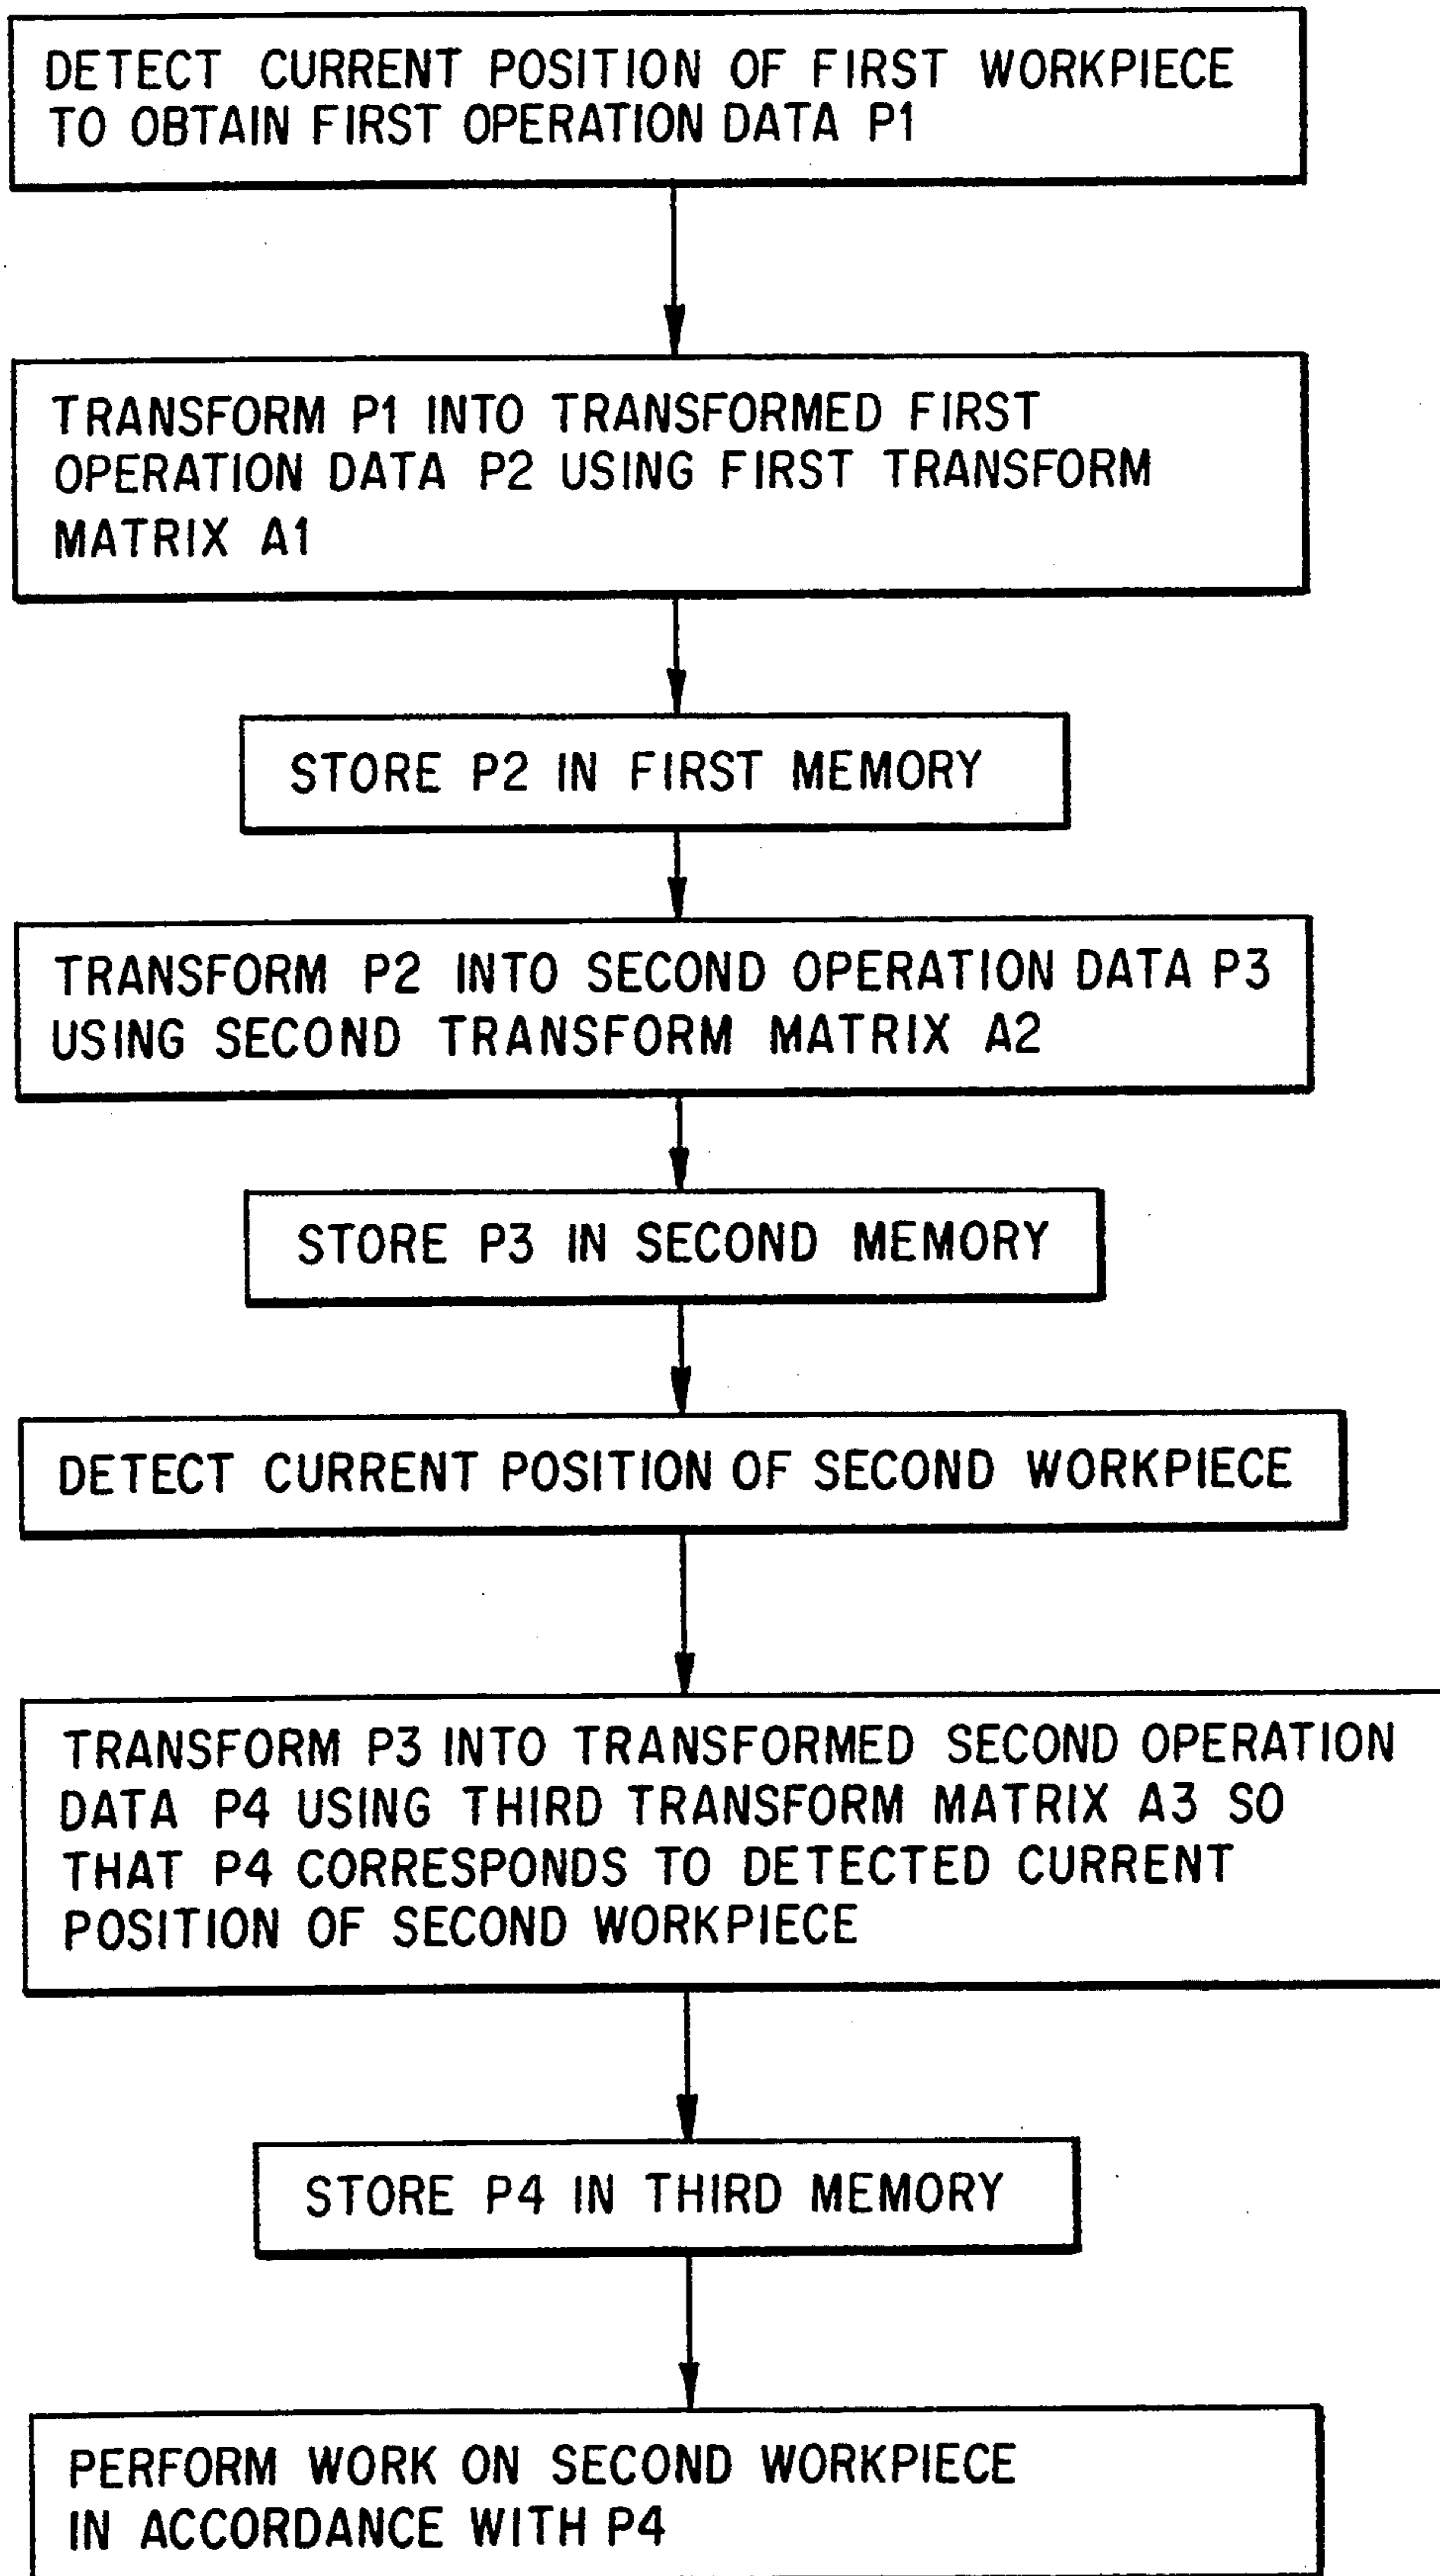 DETECT CURRENT POSITION OF FIRST WORKPIECE
TO OBTAIN FIRST OPERATION DATA P1
TRANSFORM P1 INTO TRANSFORMED FIRST
OPERATION DATA P2 USING FIRST TRANSFORM
MATRIX A1
STORE P2 IN FIRST MEMORY
TRANSFORM P2 INTO SECOND OPERATION DATA P3
USING SECOND TRANSFORM MATRIX A2
STORE P3 IN SECOND MEMORY
DETECT CURRENT POSITION OF SECOND WORKPIECE
TRANSFORM P3 INTO TRANSFORMED SECOND OPERATION
DATA P4 USING THIRD TRANSFORM MATRIX A3 SO
THAT P4 CORRESPONDS TO DETECTED CURRENT
POSITION OF SECOND WORKPIECE
STORE P4 IN THIRD MEMORY
PERFORM WORK ON SECOND WORKPIECE
IN ACCORDANCE WITH P4